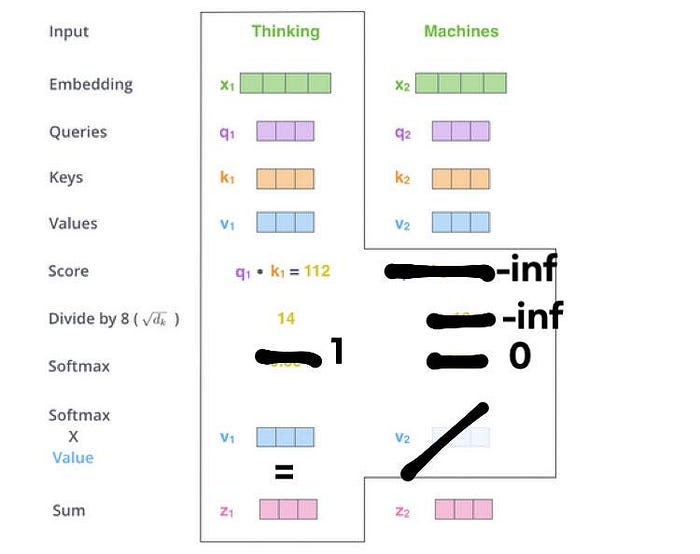 Input Thinking Machines
Embedding x₁ x₂
Queries q₁ q₂
Keys k₁ k₂
Values v₁ v₂
Score q₁ • k₁ = 112 -inf
Divide by 8 ( √dₖ ) 14 -inf
Softmax 1 0
Softmax
X
Value v₁ v₂
=
Sum z₁ z₂